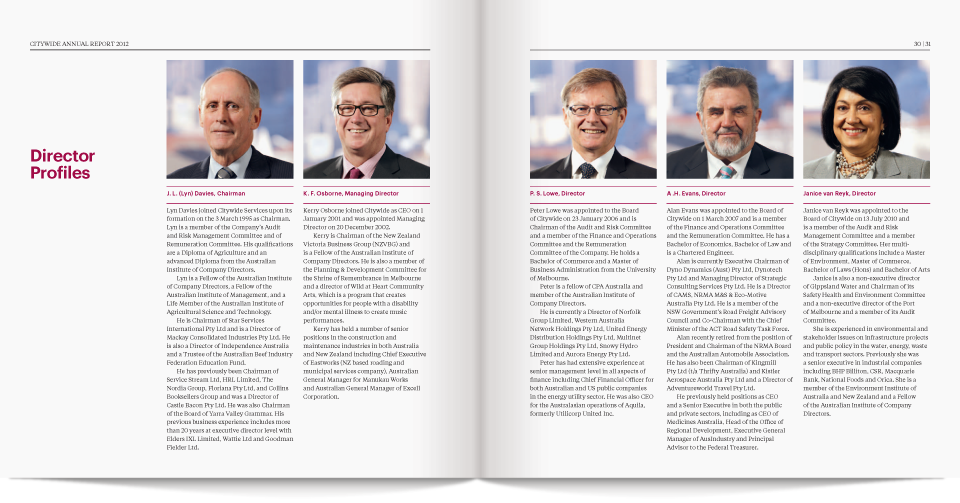 CITYWIDE ANNUAL REPORT 2012
30 | 31
Director
Profiles
J. L. (Lyn) Davies, Chairman
Lyn Davies joined Citywide Services upon its
formation on the 3 March 1995 as Chairman.
Lyn is a member of the Company's Audit
and Risk Management Committee and of
Remuneration Committee. His qualifications
are a Diploma of Agriculture and an
advanced Diploma from the Australian
Institute of Company Directors.
Lyn is a Fellow of the Australian Institute
of Company Directors, a Fellow of the
Australian Institute of Management, and a
Life Member of the Australian Institute of
Agricultural Science and Technology.
He is Chairman of Star Services
International Pty Ltd and is a Director of
Mackay Consolidated Industries Pty Ltd. He
is also a Director of Independence Australia
and a Trustee of the Australian Beef Industry
Federation Education Fund.
He has previously been Chairman of
Service Stream Ltd, HRL Limited, The
Nordia Group, Floriana Pty Ltd, and Collins
Booksellers Group and was a Director of
Castle Bacon Pty Ltd. He was also Chairman
of the Board of Yarra Valley Grammar. His
previous business experience includes more
than 20 years at executive director level with
Elders IXL Limited, Wattie Ltd and Goodman
Fielder Ltd.
K. F. Osborne, Managing Director
Kerry Osborne joined Citywide as CEO on 1
January 2001 and was appointed Managing
Director on 20 December 2002.
Kerry is Chairman of the New Zealand
Victoria Business Group (NZVBG) and
is a Fellow of the Australian Institute of
Company Directors. He is also a member of
the Planning & Development Committee for
the Shrine of Remembrance in Melbourne
and a director of Wild at Heart Community
Arts, which is a program that creates
opportunities for people with a disability
and/or mental illness to create music
performances.
Kerry has held a number of senior
positions in the construction and
maintenance industries in both Australia
and New Zealand including Chief Executive
of Eastworks (NZ based roading and
municipal services company), Australian
General Manager for Manukau Works
and Australian General Manager of Excell
Corporation.
P. S. Lowe, Director
Peter Lowe was appointed to the Board
of Citywide on 23 January 2006 and is
Chairman of the Audit and Risk Committee
and a member of the Finance and Operations
Committee and the Remuneration
Committee of the Company. He holds a
Bachelor of Commerce and a Master of
Business Administration from the University
of Melbourne.
Peter is a fellow of CPA Australia and
member of the Australian Institute of
Company Directors.
He is currently a Director of Norfolk
Group Limited, Western Australia
Network Holdings Pty Ltd, United Energy
Distribution Holdings Pty Ltd, Multinet
Group Holdings Pty Ltd, Snowy Hydro
Limited and Aurora Energy Pty Ltd.
Peter has had extensive experience at
senior management level in all aspects of
finance including Chief Financial Officer for
both Australian and US public companies
in the energy utility sector. He was also CEO
for the Australasian operations of Aquila,
formerly Utilicorp United Inc.
A .H. Evans, Director
Alan Evans was appointed to the Board of
Citywide on 1 March 2007 and is a member
of the Finance and Operations Committee
and the Remuneration Committee. He has a
Bachelor of Economics, Bachelor of Law and
is a Chartered Engineer.
Alan is currently Executive Chairman of
Dyno Dynamics (Aust) Pty Ltd, Dynotech
Pty Ltd and Managing Director of Strategic
Consulting Services Pty Ltd. He is a Director
of CAMS, NRMA M&S & Eco-Motive
Australia Pty Ltd. He is a member of the
NSW Government's Road Freight Advisory
Council and Co-Chairman with the Chief
Minister of the ACT Road Safety Task Force.
Alan recently retired from the position of
President and Chairman of the NRMA Board
and the Australian Automobile Association.
He has also been Chairman of Kingmill
Pty Ltd (t/a Thrifty Australia) and Kistler
Aerospace Australia Pty Ltd and a Director of
Adventureworld Travel Pty Ltd.
He previously held positions as CEO
and a Senior Executive in both the public
and private sectors, including as CEO of
Medicines Australia, Head of the Office of
Regional Development, Executive General
Manager of AusIndustry and Principal
Advisor to the Federal Treasurer.
Janice van Reyk, Director
Janice van Reyk was appointed to the
Board of Citywide on 13 July 2010 and
is a member of the Audit and Risk
Management Committee and a member
of the Strategy Committee. Her multi-
disciplinary qualifications include a Master
of Environment, Master of Commerce,
Bachelor of Laws (Hons) and Bachelor of Arts
Janice is also a non-executive director
of Gippsland Water and Chairman of its
Safety Health and Environment Committee
and a non-executive director of the Port
of Melbourne and a member of its Audit
Committee.
She is experienced in environmental and
stakeholder issues on infrastructure projects
and public policy in the water, energy, waste
and transport sectors. Previously she was
a senior executive in industrial companies
including BHP Billiton, CSR, Macquarie
Bank, National Foods and Orica. She is a
member of the Environment Institute of
Australia and New Zealand and a Fellow
of the Australian Institute of Company
Directors.